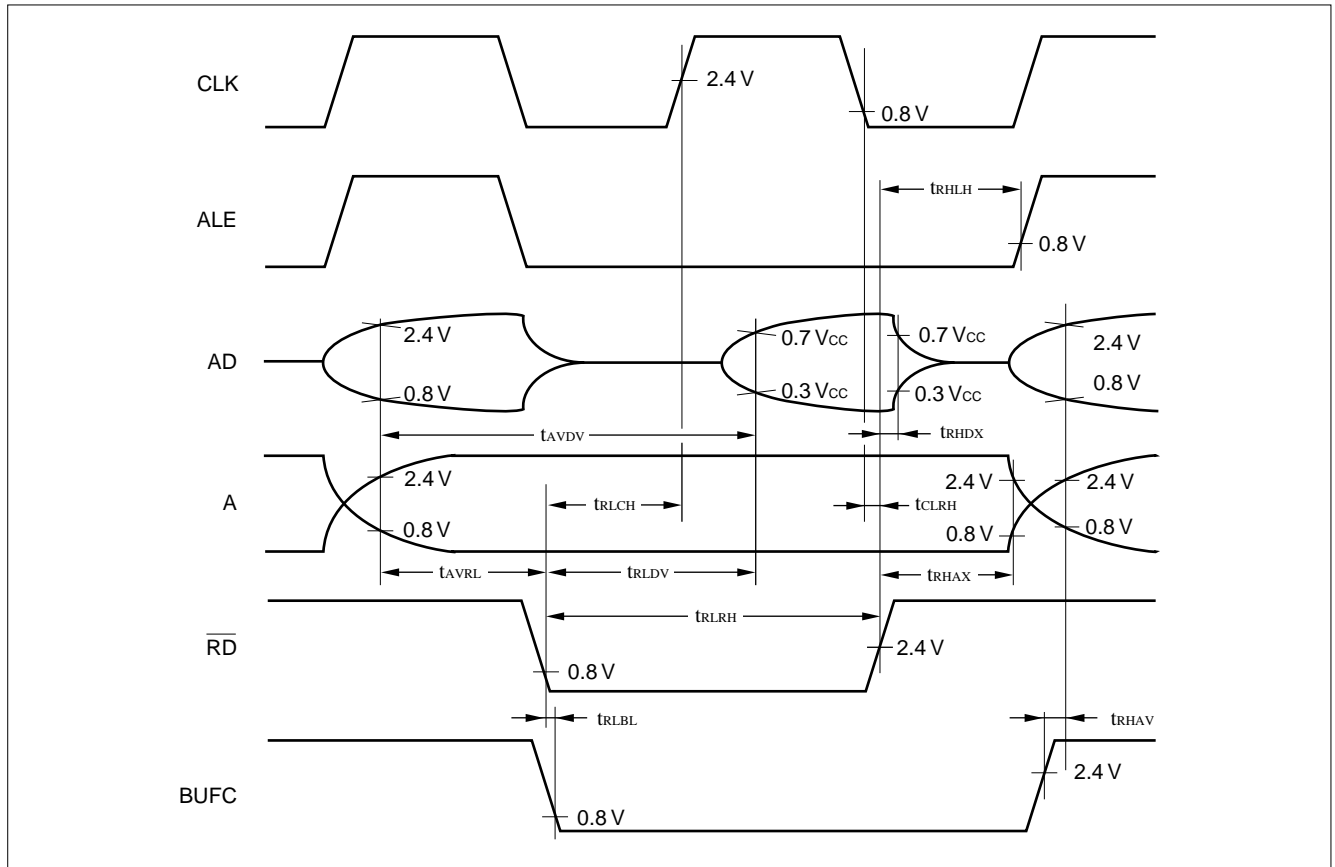 CLK
2.4 V
0.8 V
ALE
tRHLH
0.8 V
AD
2.4 V
0.8 V
0.7 VCC
0.3 VCC
0.7 VCC
0.3 VCC
2.4 V
0.8 V
tAVDV
tRHDX
A
2.4 V
0.8 V
tRLCH
tCLRH
2.4 V
0.8 V
2.4 V
0.8 V
tAVRL
tRLDV
tRHAX
tRLRH
RD
0.8 V
2.4 V
tRLBL
tRHAV
BUFC
0.8 V
2.4 V